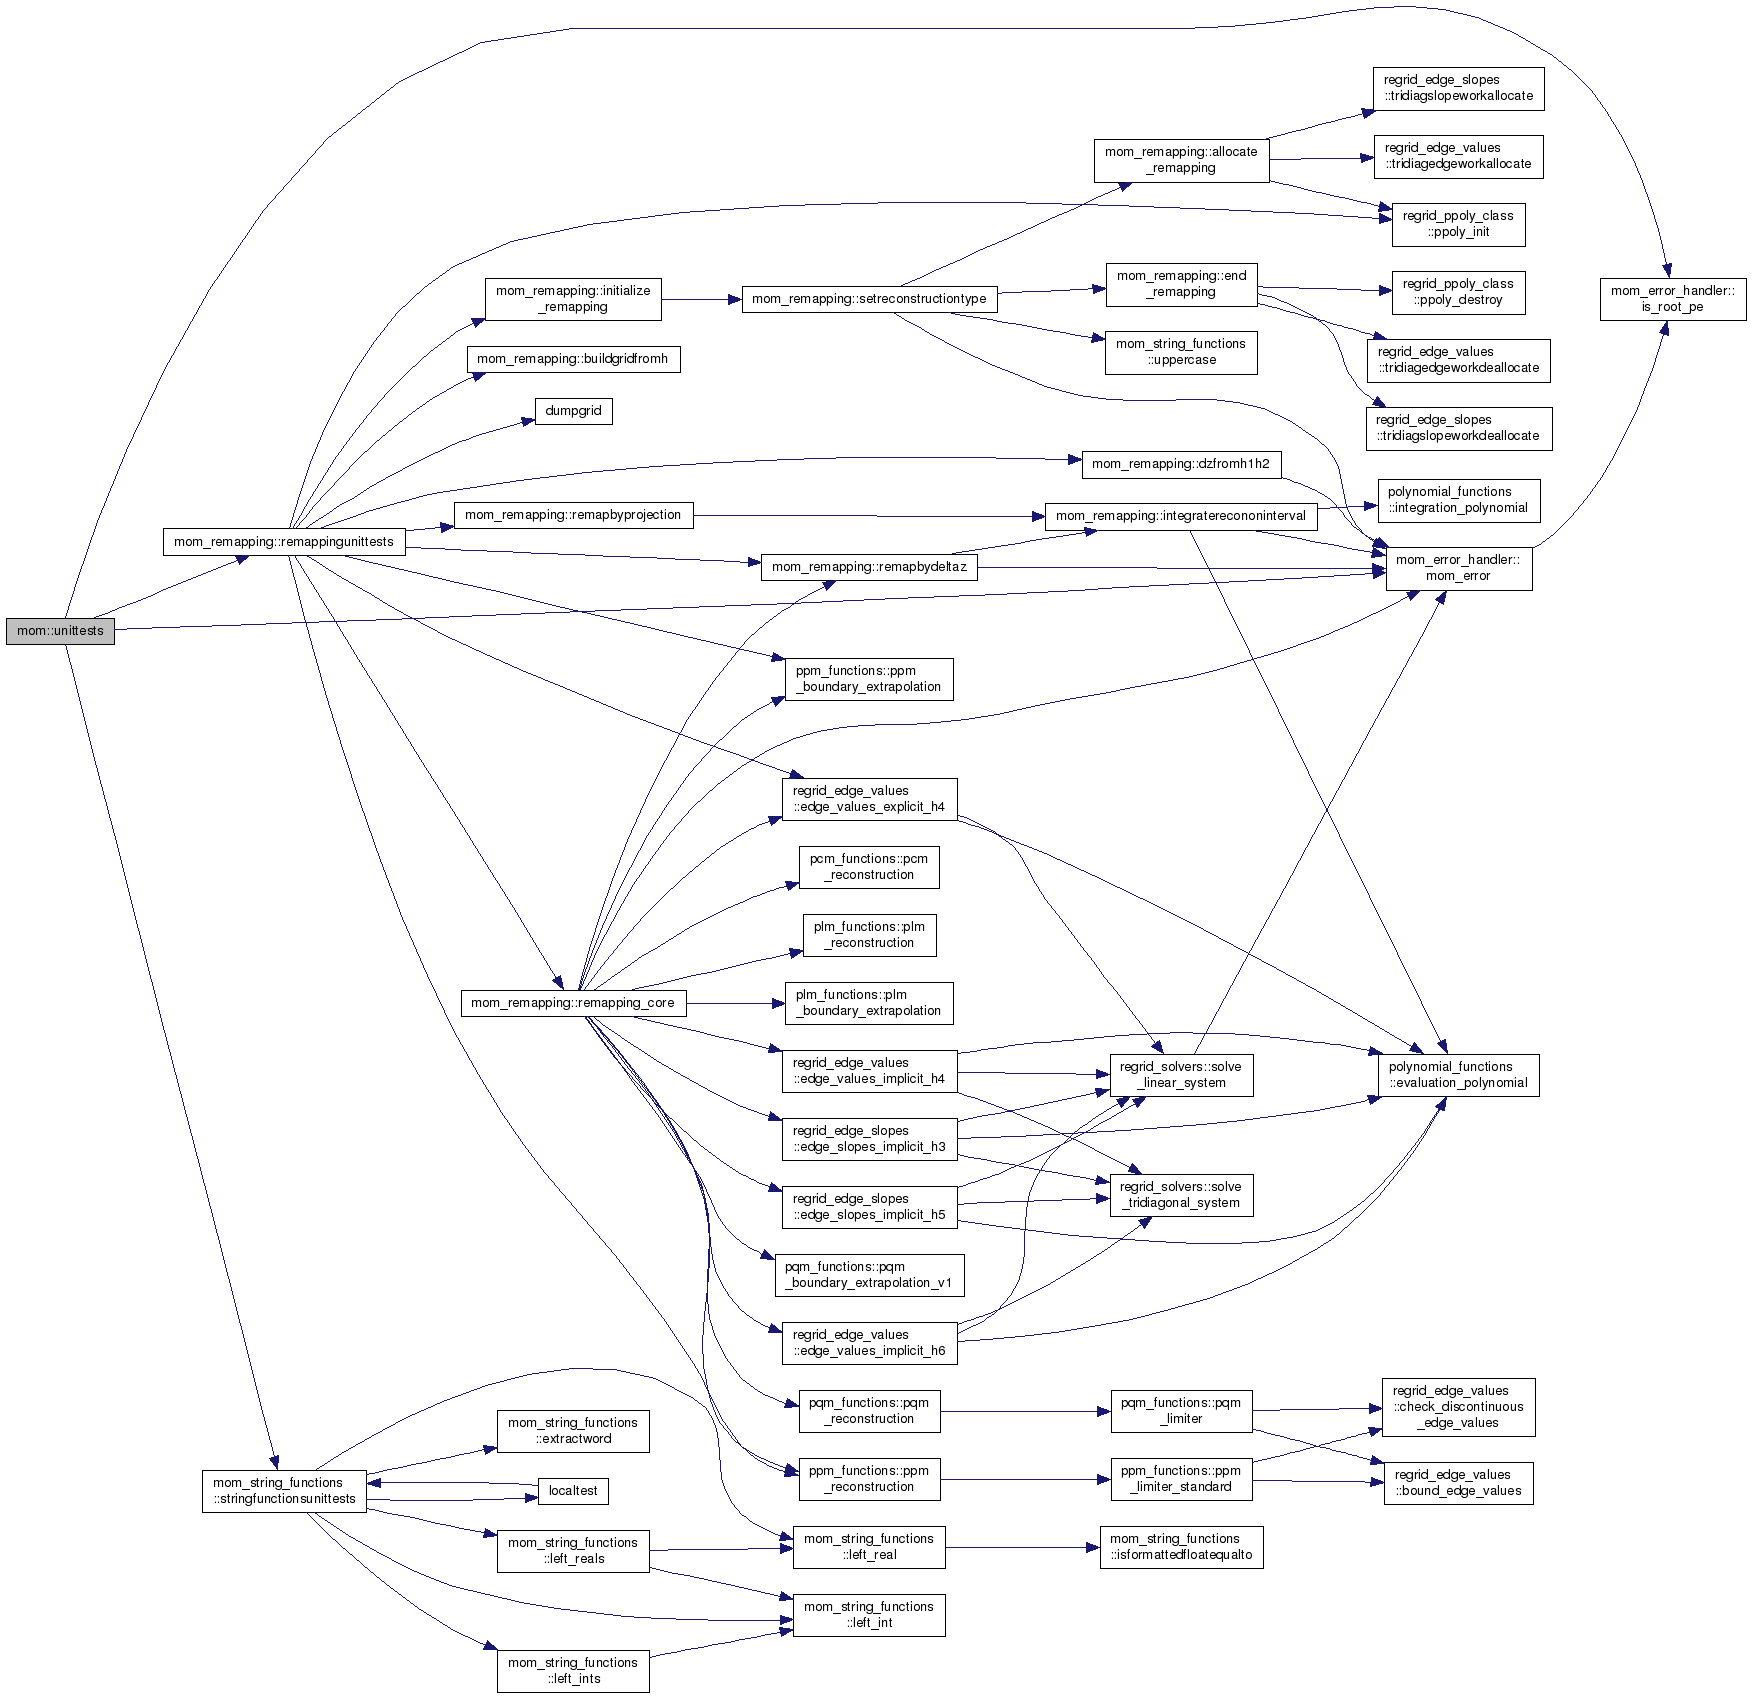 regrid_edge_slopes
::tridiagslopeworkallocate
mom_remapping::allocate
_remapping
regrid_edge_values
::tridiagedgeworkallocate
regrid_ppoly_class
::ppoly_init
mom_remapping::initialize
_remapping
mom_remapping::setreconstructiontype
mom_remapping::end
_remapping
regrid_ppoly_class
::ppoly_destroy
mom_error_handler::
is_root_pe
mom_remapping::buildgridfromh
mom_string_functions
::uppercase
regrid_edge_values
::tridiagedgeworkdeallocate
dumpgrid
regrid_edge_slopes
::tridiagslopeworkdeallocate
mom_remapping::dzfromh1h2
mom_remapping::remapbyprojection
mom_remapping::integraterecononinterval
polynomial_functions
::integration_polynomial
mom_remapping::remappingunittests
mom_remapping::remapbydeltaz
mom_error_handler::
mom_error
mom::unittests
ppm_functions::ppm
_boundary_extrapolation
regrid_edge_values
::edge_values_explicit_h4
pcm_functions::pcm
_reconstruction
plm_functions::plm
_reconstruction
mom_remapping::remapping_core
plm_functions::plm
_boundary_extrapolation
regrid_edge_values
::edge_values_implicit_h4
regrid_solvers::solve
_linear_system
polynomial_functions
::evaluation_polynomial
regrid_edge_slopes
::edge_slopes_implicit_h3
regrid_edge_slopes
::edge_slopes_implicit_h5
regrid_solvers::solve
_tridiagonal_system
pqm_functions::pqm
_boundary_extrapolation_v1
regrid_edge_values
::edge_values_implicit_h6
pqm_functions::pqm
_reconstruction
pqm_functions::pqm
_limiter
regrid_edge_values
::check_discontinuous
_edge_values
mom_string_functions
::extractword
ppm_functions::ppm
_reconstruction
ppm_functions::ppm
_limiter_standard
regrid_edge_values
::bound_edge_values
mom_string_functions
::stringfunctionsunittests
localtest
mom_string_functions
::left_reals
mom_string_functions
::left_real
mom_string_functions
::isformattedfloatequalto
mom_string_functions
::left_int
mom_string_functions
::left_ints